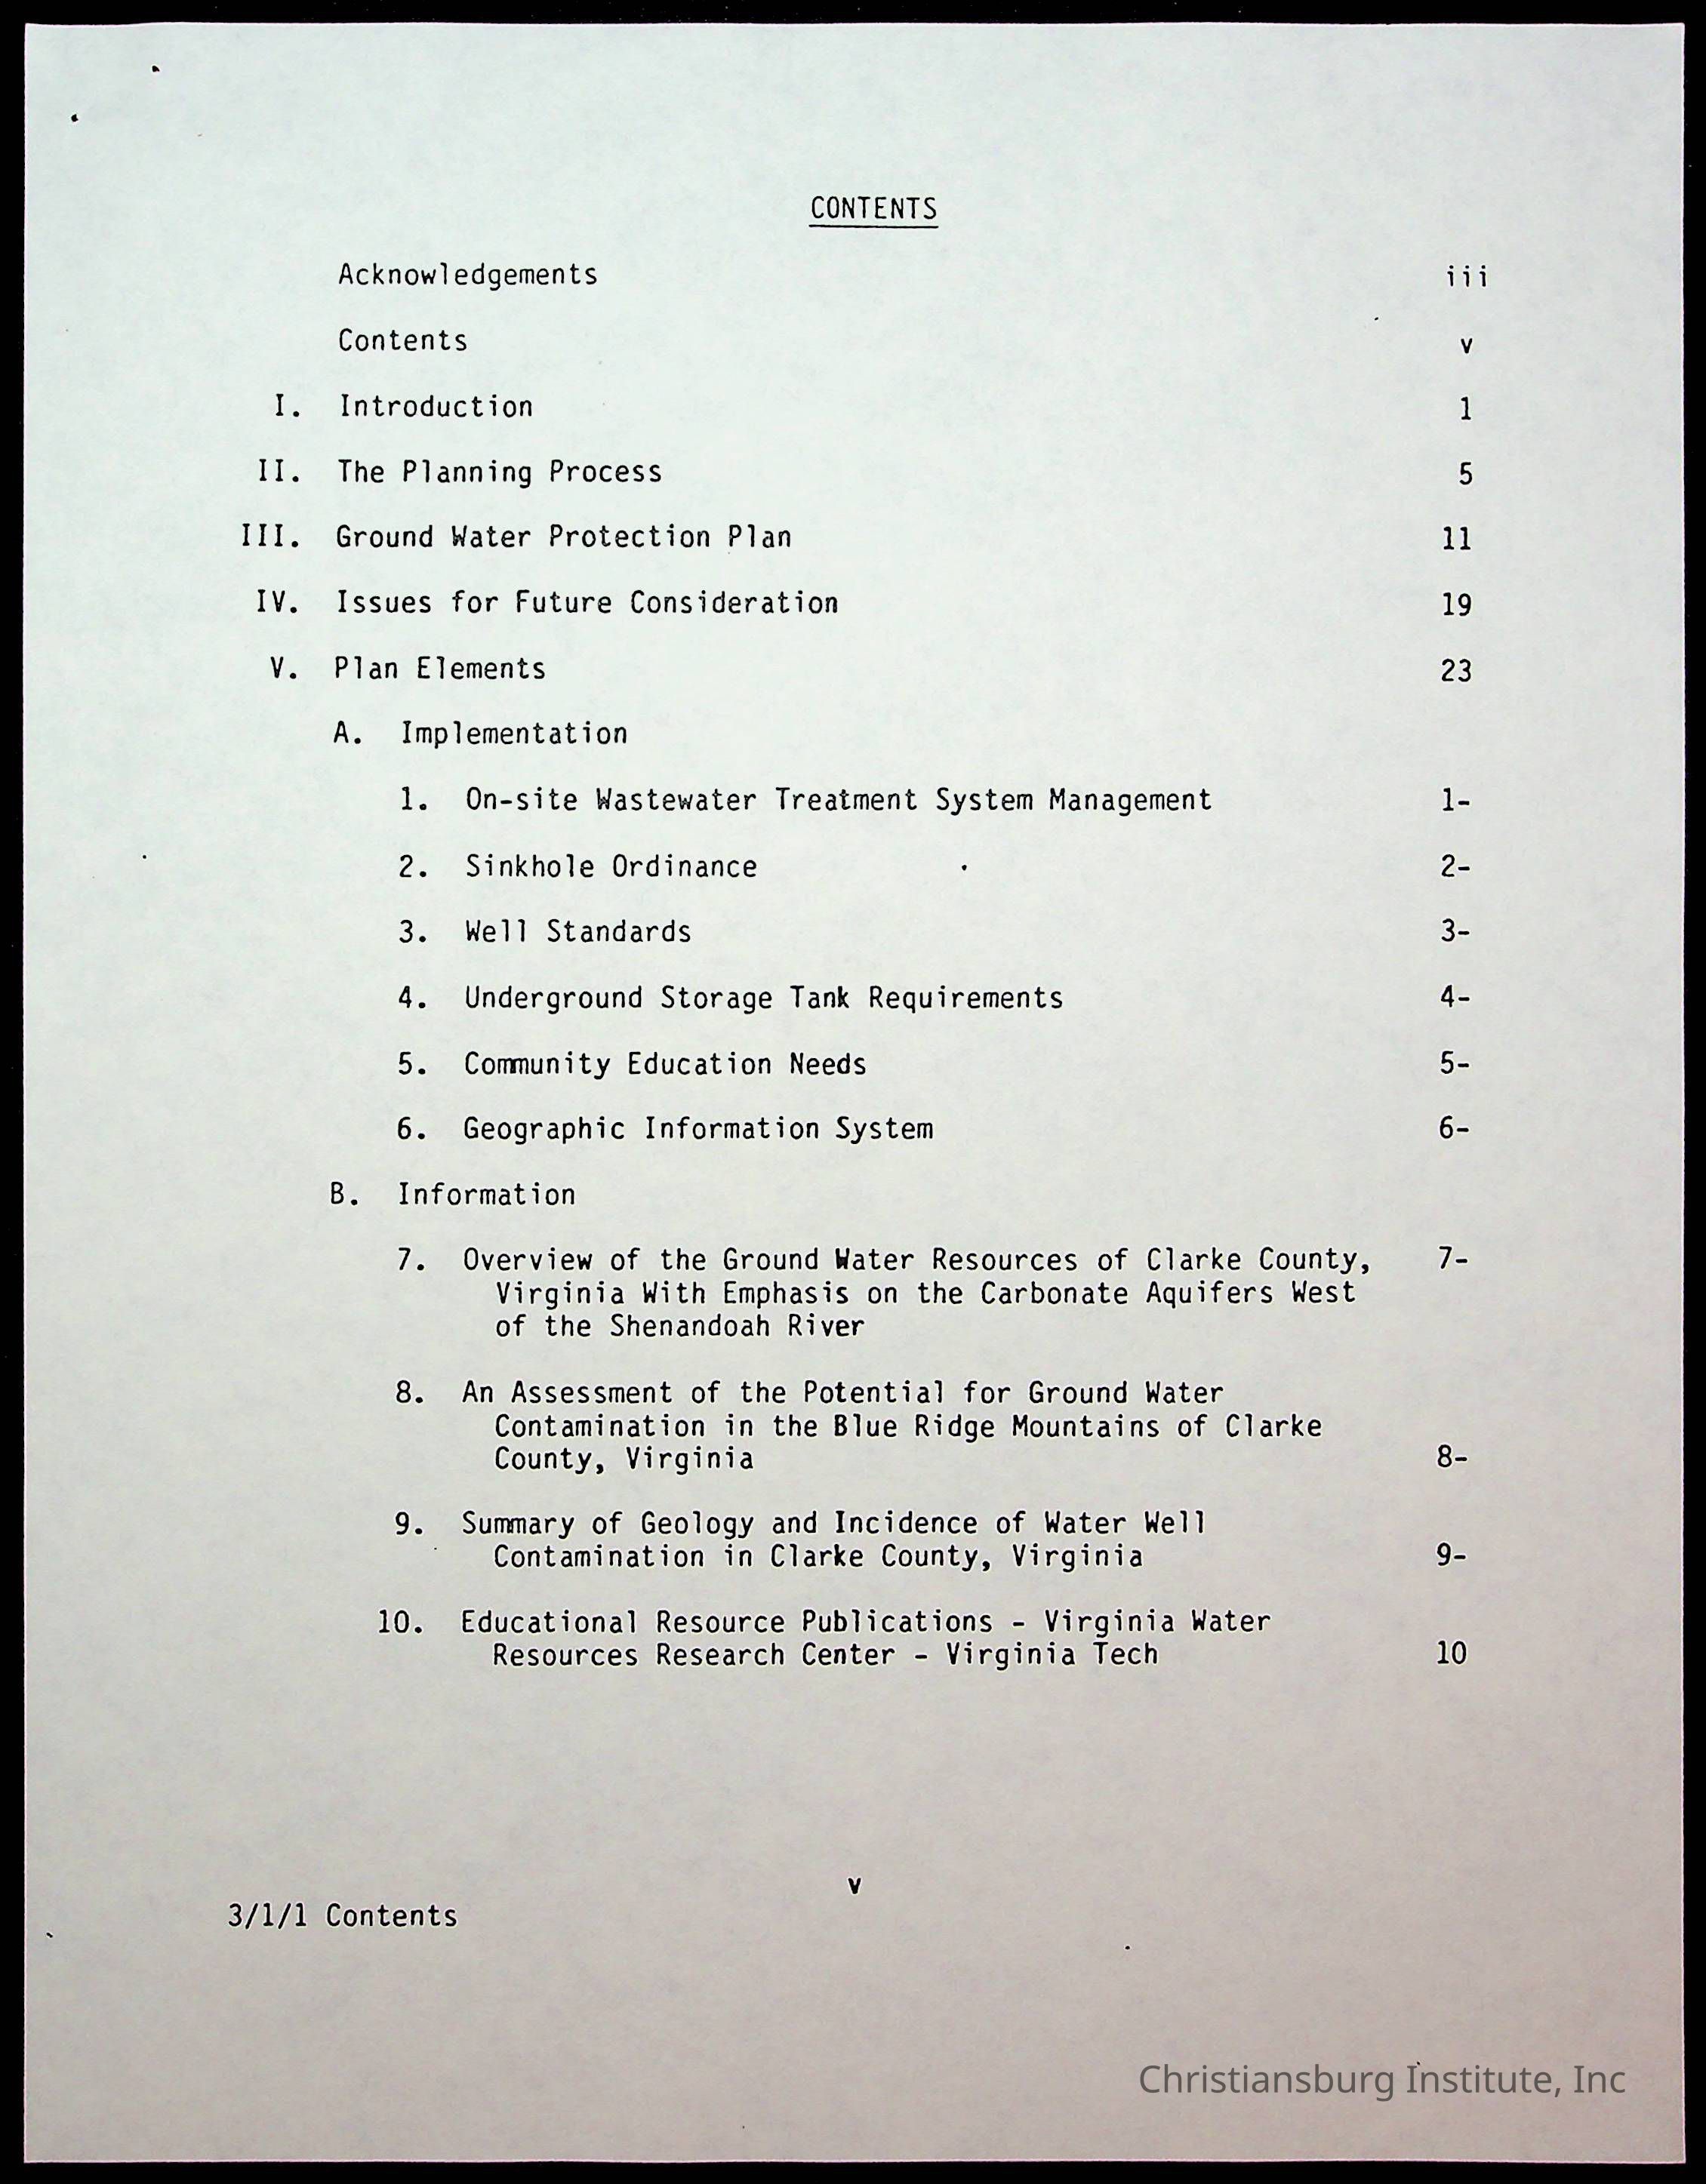 CONTENTS
Acknowledgements iii
Contents v
I. Introduction 1
II. The Planning Process 5
III. Ground Water Protection Plan 11
IV. Issues for Future Consideration 19
V. Plan Elements 23
A. Implementation
1. On-site Wastewater Treatment System Management 1-
2. Sinkhole Ordinance 2-
3. Well Standards 3-
4. Underground Storage Tank Requirements 4-
5. Community Education Needs 5-
6. Geographic Information System 6-
B. Information
7. Overview of the Ground Water Resources of Clarke County, 7-
Virginia With Emphasis on the Carbonate Aquifers West
of the Shenandoah River
8. An Assessment of the Potential for Ground Water
Contamination in the Blue Ridge Mountains of Clarke
County, Virginia 8-
9. Summary of Geology and Incidence of Water Well
Contamination in Clarke County, Virginia 9-
10. Educational Resource Publications - Virginia Water
Resources Research Center - Virginia Tech 10
v
3/1/1 Contents
Christiansburg Institute, Inc